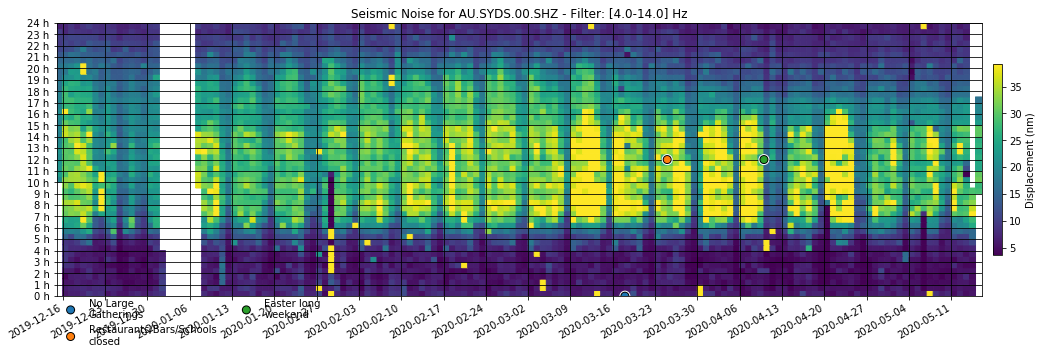 Seismic Noise for AU.SYDS.00.SHZ - Filter: [4.0-14.0] Hz
24 h
23 h
22 h
21 h
20 h
19 h
18 h
17 h
16 h
15 h
14 h
13 h
12 h
11 h
10 h
9 h
8 h
7 h
6 h
5 h
4 h
3 h
2 h
1 h
0 h
35
30
25
20
15
10
5
Displacement (nm)
2019-12-16
2020-01-06
2020-01-13
2020-02-03
2020-02-10
2020-02-17
2020-02-24
2020-03-02
2020-03-09
2020-03-16
2020-03-23
2020-03-30
2020-04-06
2020-04-13
2020-04-20
2020-04-27
2020-05-04
2020-05-11
No Large
Gatherings
Restaurants/Bars/Schools
closed
Easter long
weekend